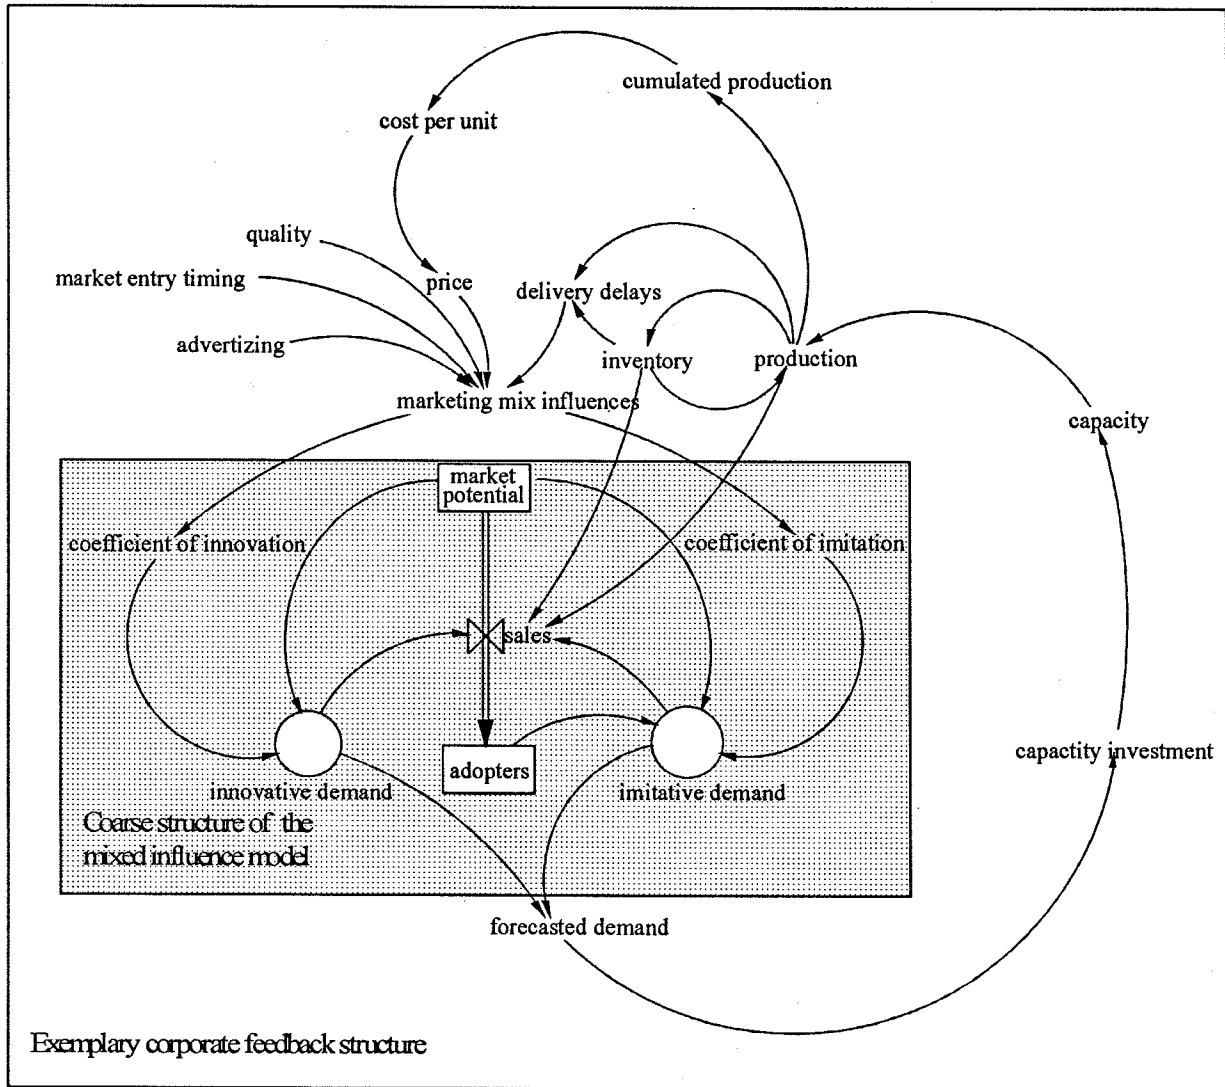 cumulated production
cost per unit
quality
market entry timing
price
delivery delays
advertizing
inventory
production
marketing mix influences
capacity
market
potential
coefficient of innovation
coefficient of imitation
sales
capactity investment
adopters
innovative demand
imitative demand
Coarse structure of the
mixed influence model
forecasted demand
Exemplary corporate feedback structure